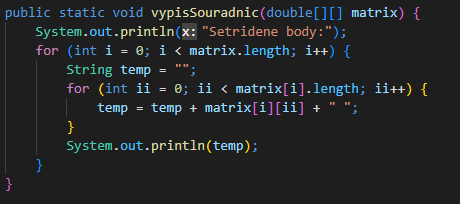 public static void vypisSouradnic(double[][] matrix) {
    System.out.println(x: "Setridene body:");
    for (int i = 0; i < matrix.length; i++) {
        String temp = "";
        for (int ii = 0; ii < matrix[i].length; ii++) {
            temp = temp + matrix[i][ii] + " ";
        }
        System.out.println(temp);
    }
}